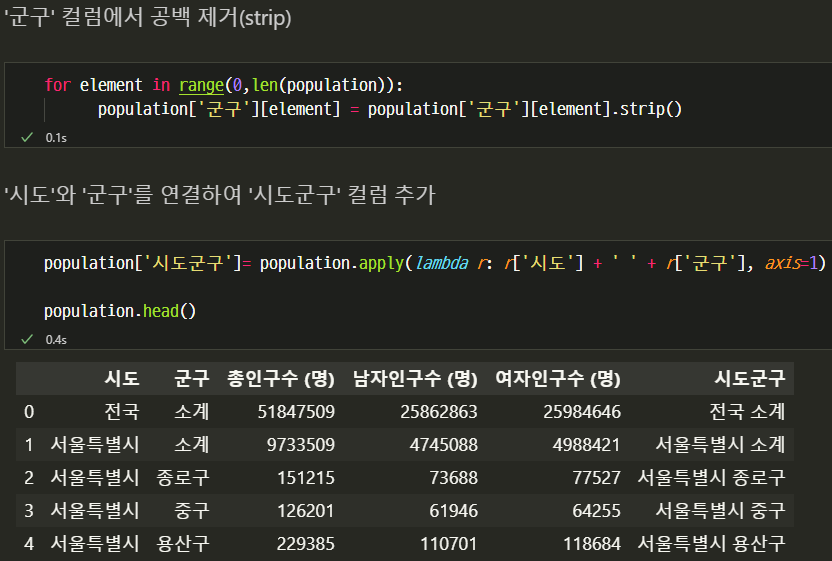 '군구' 컬럼에서 공백 제거(strip)
for element in range(0,len(population)):
population['군구'][element] = population['군구'][element].strip()
0.1s
'시도'와 '군구'를 연결하여 '시도군구' 컬럼 추가
population['시도군구']= population.apply(lambda r: r['시도'] + ' ' + r['군구'], axis=1)
population.head()
0.4s
시도 군구 총인구수 (명) 남자인구수 (명) 여자인구수 (명) 시도군구
0 전국 소계 51847509 25862863 25984646 전국 소계
1 서울특별시 소계 9733509 4745088 4988421 서울특별시 소계
2 서울특별시 종로구 151215 73688 77527 서울특별시 종로구
3 서울특별시 중구 126201 61946 64255 서울특별시 중구
4 서울특별시 용산구 229385 110701 118684 서울특별시 용산구